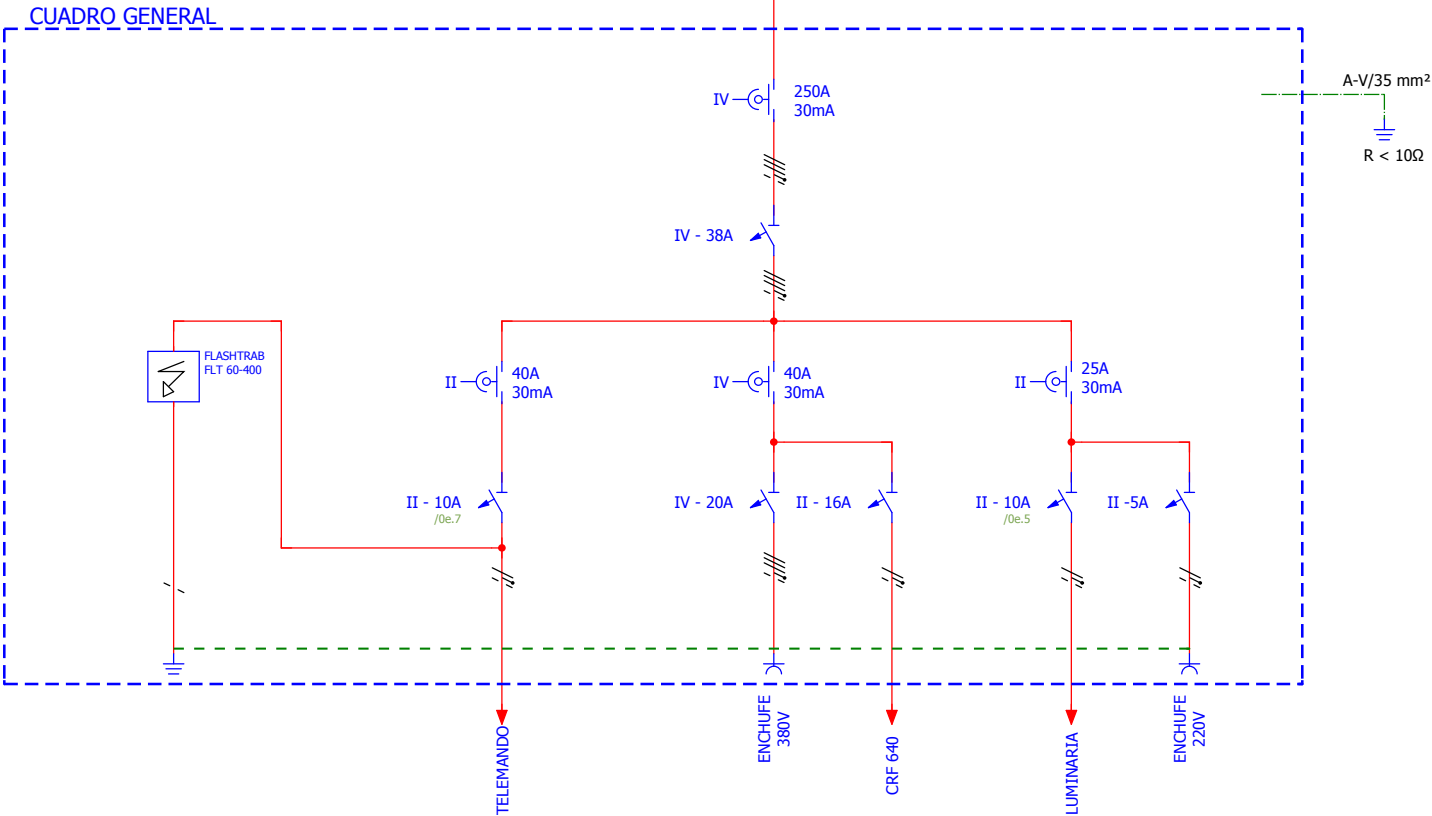 CUADRO GENERAL
A-V/35 mm²
R < 10Ω
IV
250A
30mA
IV - 38A
FLASHTRAB
FLT 60-400
II
40A
30mA
IV
40A
30mA
II
25A
30mA
II - 10A
/0e.7
IV - 20A
II - 16A
II - 10A
/0e.5
II -5A
TELEMANDO
ENCHUFE
380V
CRF 640
LUMINARIA
ENCHUFE
220V